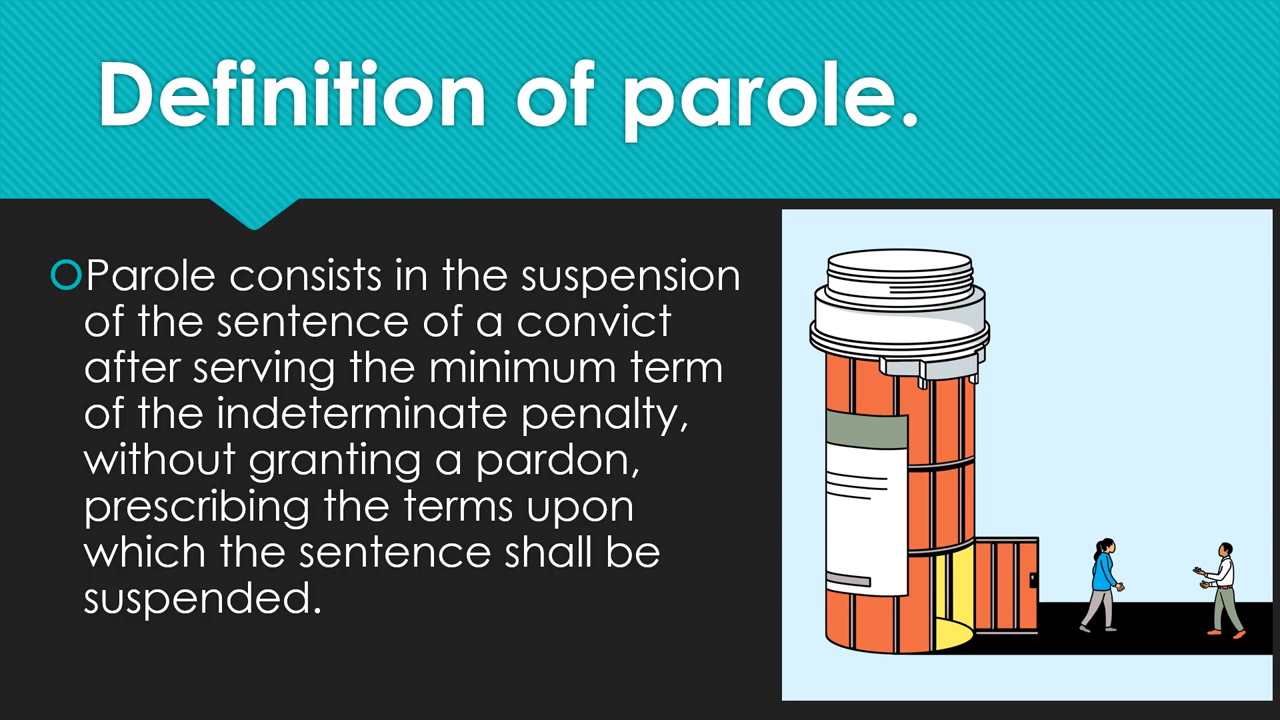 Definition of parole.
Parole consists in the suspension
of the sentence of a convict
after serving the minimum term
of the indeterminate penalty,
without granting a pardon,
prescribing the terms upon
which the sentence shall be
suspended.